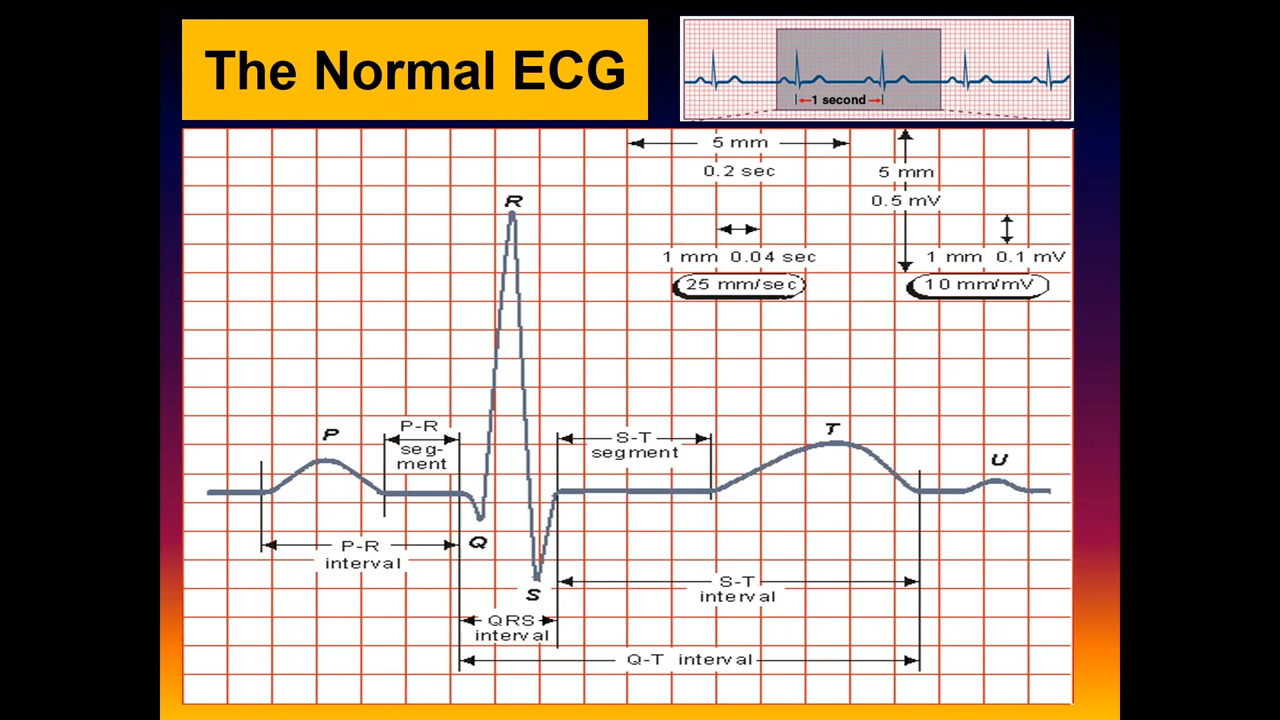 The Normal ECG
1 second
5 mm
0.2 sec
5 mm
0.5 mV
1 mm 0.04 sec
25 mm/sec
1 mm 0.1 mV
10 mm/mV
R
P
P-R
seg-
ment
S-T
segment
T
U
Q
P-R
interval
S
S-T
interval
QRS
interval
Q-T interval